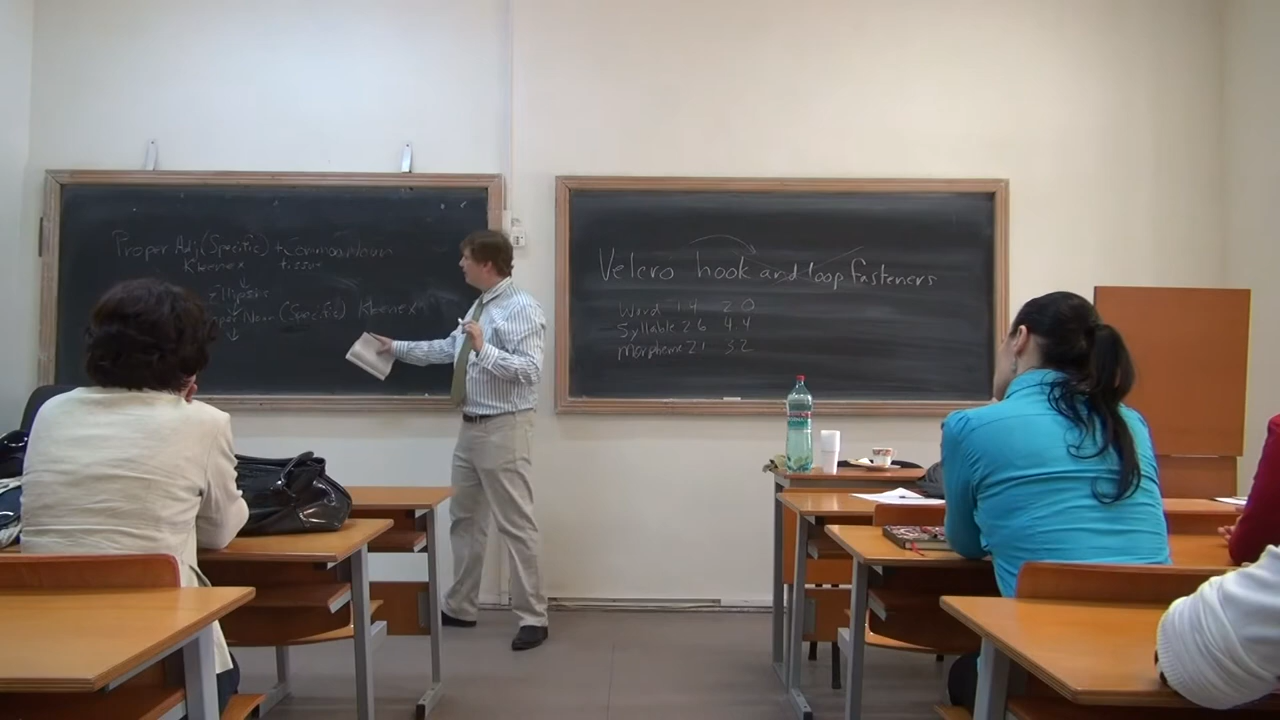 Proper Adj (Specific) + Common Noun
Kleenex tissue
↓
Ellipsis
↓
Noun (Specific) Kleenex
↓
Velcro hook and loop fasteners
Word 1.4 2.0
Syllable 2.6 4.4
Morpheme 2.1 3.2